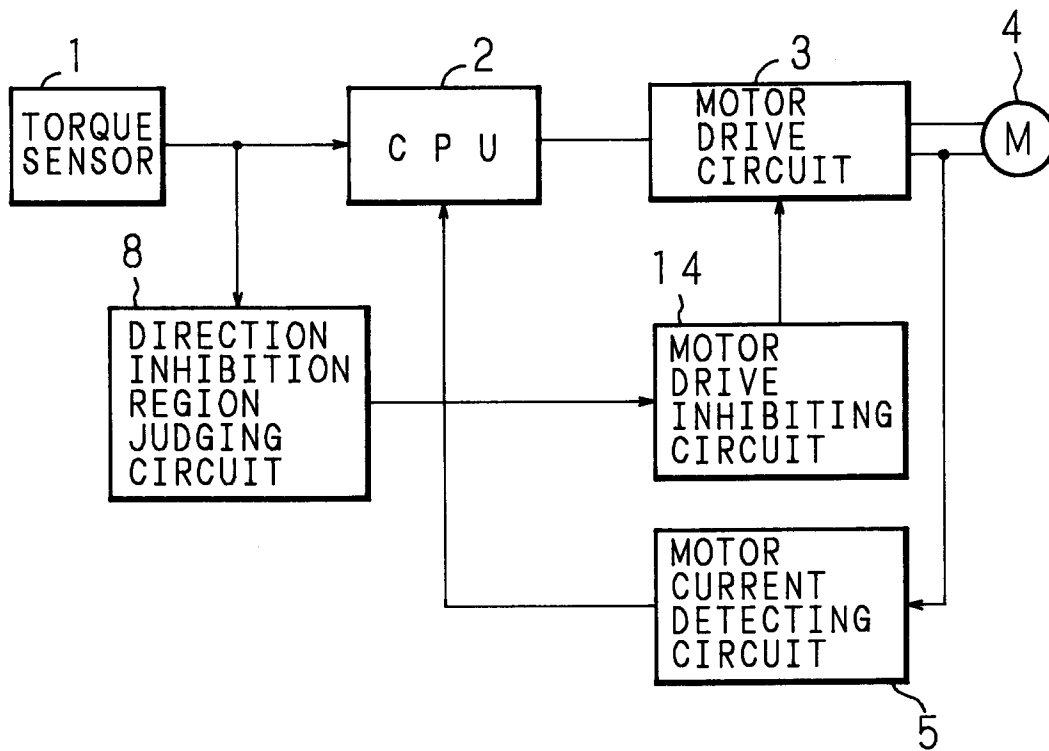 1
TORQUE
SENSOR
2
C P U
3
MOTOR
DRIVE
CIRCUIT
4
M
8
DIRECTION
INHIBITION
REGION
JUDGING
CIRCUIT
14
MOTOR
DRIVE
INHIBITING
CIRCUIT
MOTOR
CURRENT
DETECTING
CIRCUIT
5